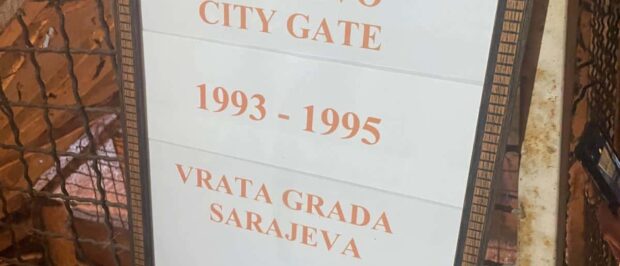 CITY GATE
1993 - 1995
VRATA GRADA
SARAJEVA